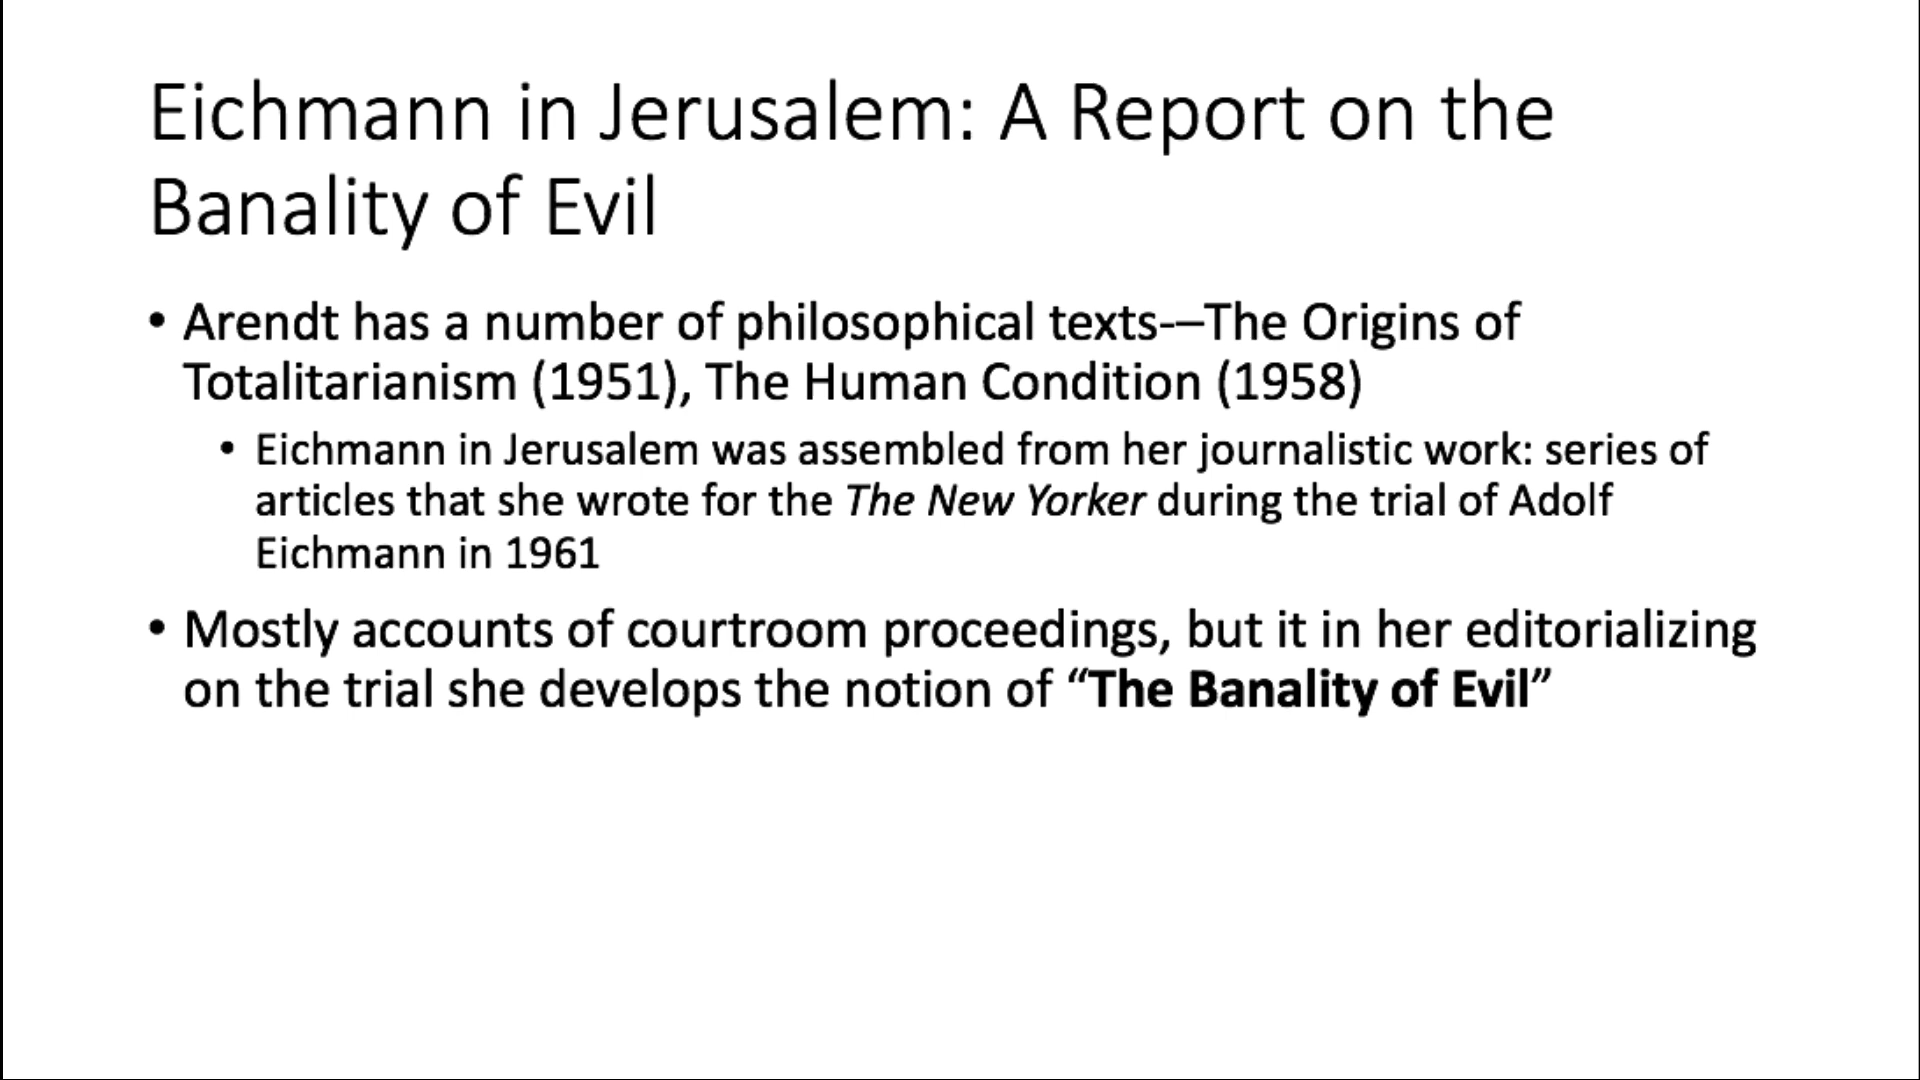 Eichmann in Jerusalem: A Report on the
Banality of Evil
• Arendt has a number of philosophical texts-–The Origins of
Totalitarianism (1951), The Human Condition (1958)
• Eichmann in Jerusalem was assembled from her journalistic work: series of
articles that she wrote for the The New Yorker during the trial of Adolf
Eichmann in 1961
• Mostly accounts of courtroom proceedings, but it in her editorializing
on the trial she develops the notion of “The Banality of Evil”